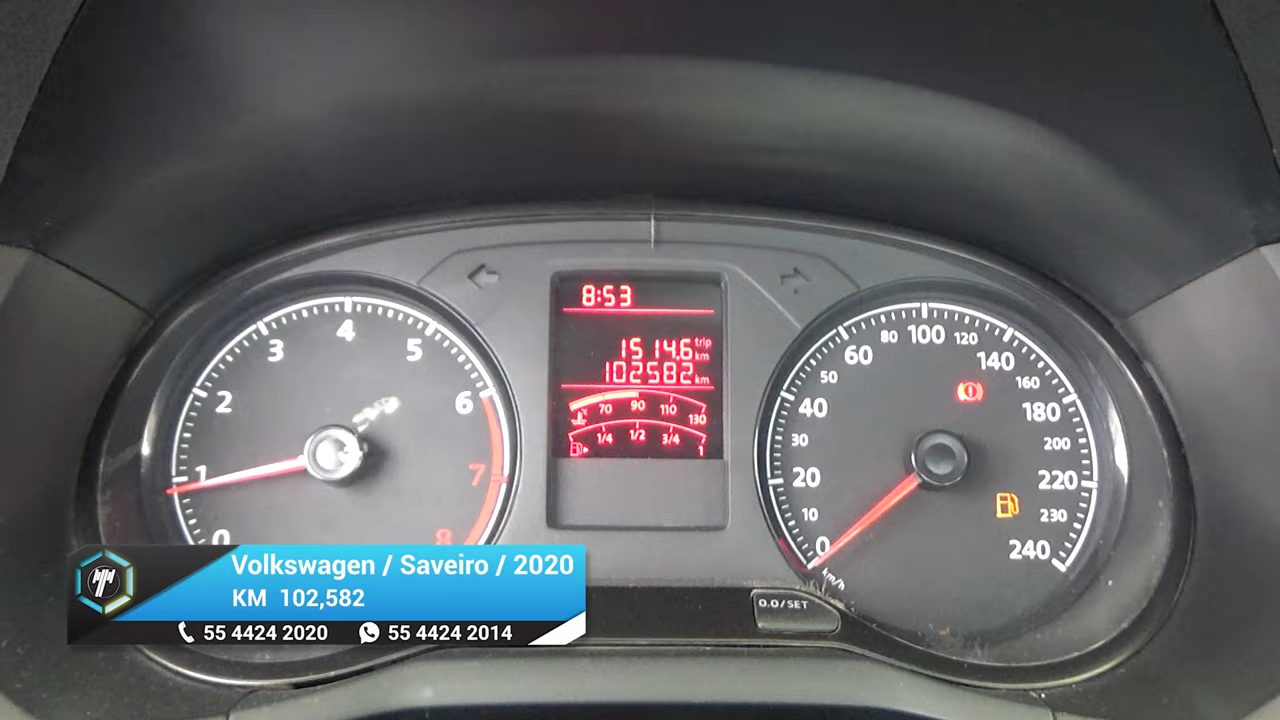 8:53
1514.6 trip km
102582 km
70 90 110 130
1/4 1/2 3/4 1
0 1 2 3 4 5 6 7 8
0 10 20 30 40 50 60 80 100 120 140 160 180 200 220 230 240
km/h
0.0/SET
Volkswagen / Saveiro / 2020
KM 102,582
55 4424 2020 55 4424 2014